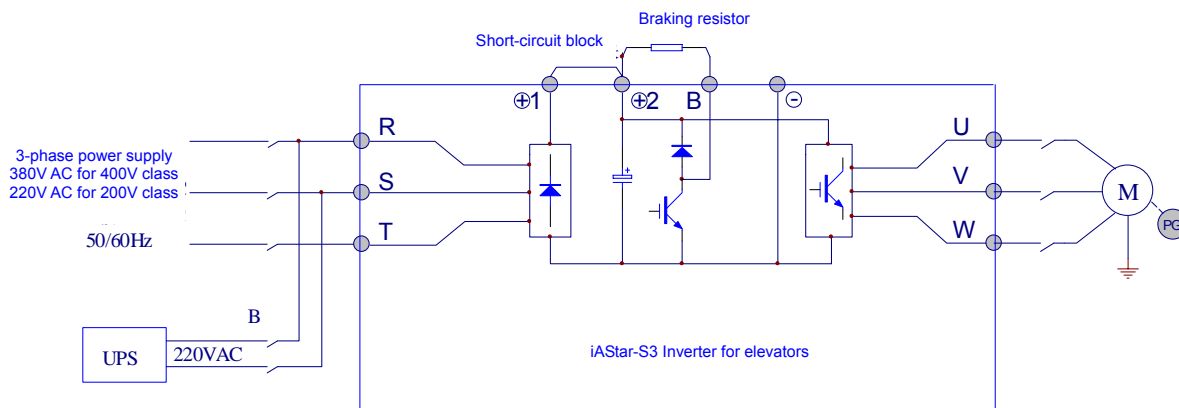 Braking resistor
Short-circuit block
⊕1
⊕2
B
⊖
R
U
3-phase power supply
380V AC for 400V class
220V AC for 200V class
S
V
M
T
W
PG
50/60Hz
+
B
UPS
220VAC
iAStar-S3 Inverter for elevators